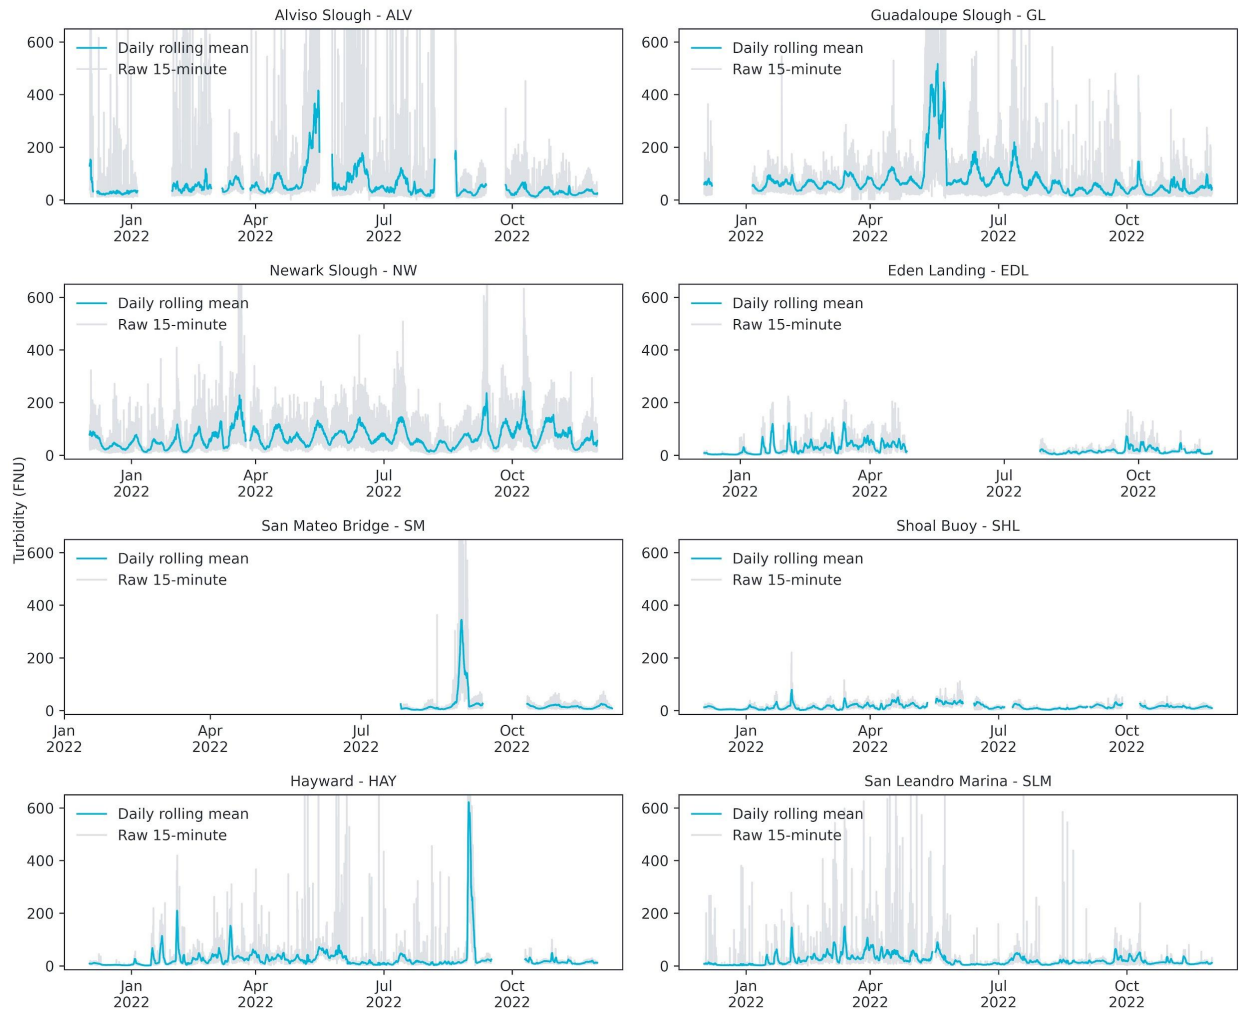 Turbidity (FNU)
Alviso Slough - ALV
600
400
200
0
Daily rolling mean
Raw 15-minute
Jan Apr Jul Oct
2022 2022 2022 2022
Guadaloupe Slough - GL
600
400
200
0
Daily rolling mean
Raw 15-minute
Jan Apr Jul Oct
2022 2022 2022 2022
Newark Slough - NW
600
400
200
0
Daily rolling mean
Raw 15-minute
Jan Apr Jul Oct
2022 2022 2022 2022
Eden Landing - EDL
600
400
200
0
Daily rolling mean
Raw 15-minute
Jan Apr Jul Oct
2022 2022 2022 2022
San Mateo Bridge - SM
600
400
200
0
Daily rolling mean
Raw 15-minute
Jan Apr Jul Oct
2022 2022 2022 2022
Shoal Buoy - SHL
600
400
200
0
Daily rolling mean
Raw 15-minute
Jan Apr Jul Oct
2022 2022 2022 2022
Hayward - HAY
600
400
200
0
Daily rolling mean
Raw 15-minute
Jan Apr Jul Oct
2022 2022 2022 2022
San Leandro Marina - SLM
600
400
200
0
Daily rolling mean
Raw 15-minute
Jan Apr Jul Oct
2022 2022 2022 2022